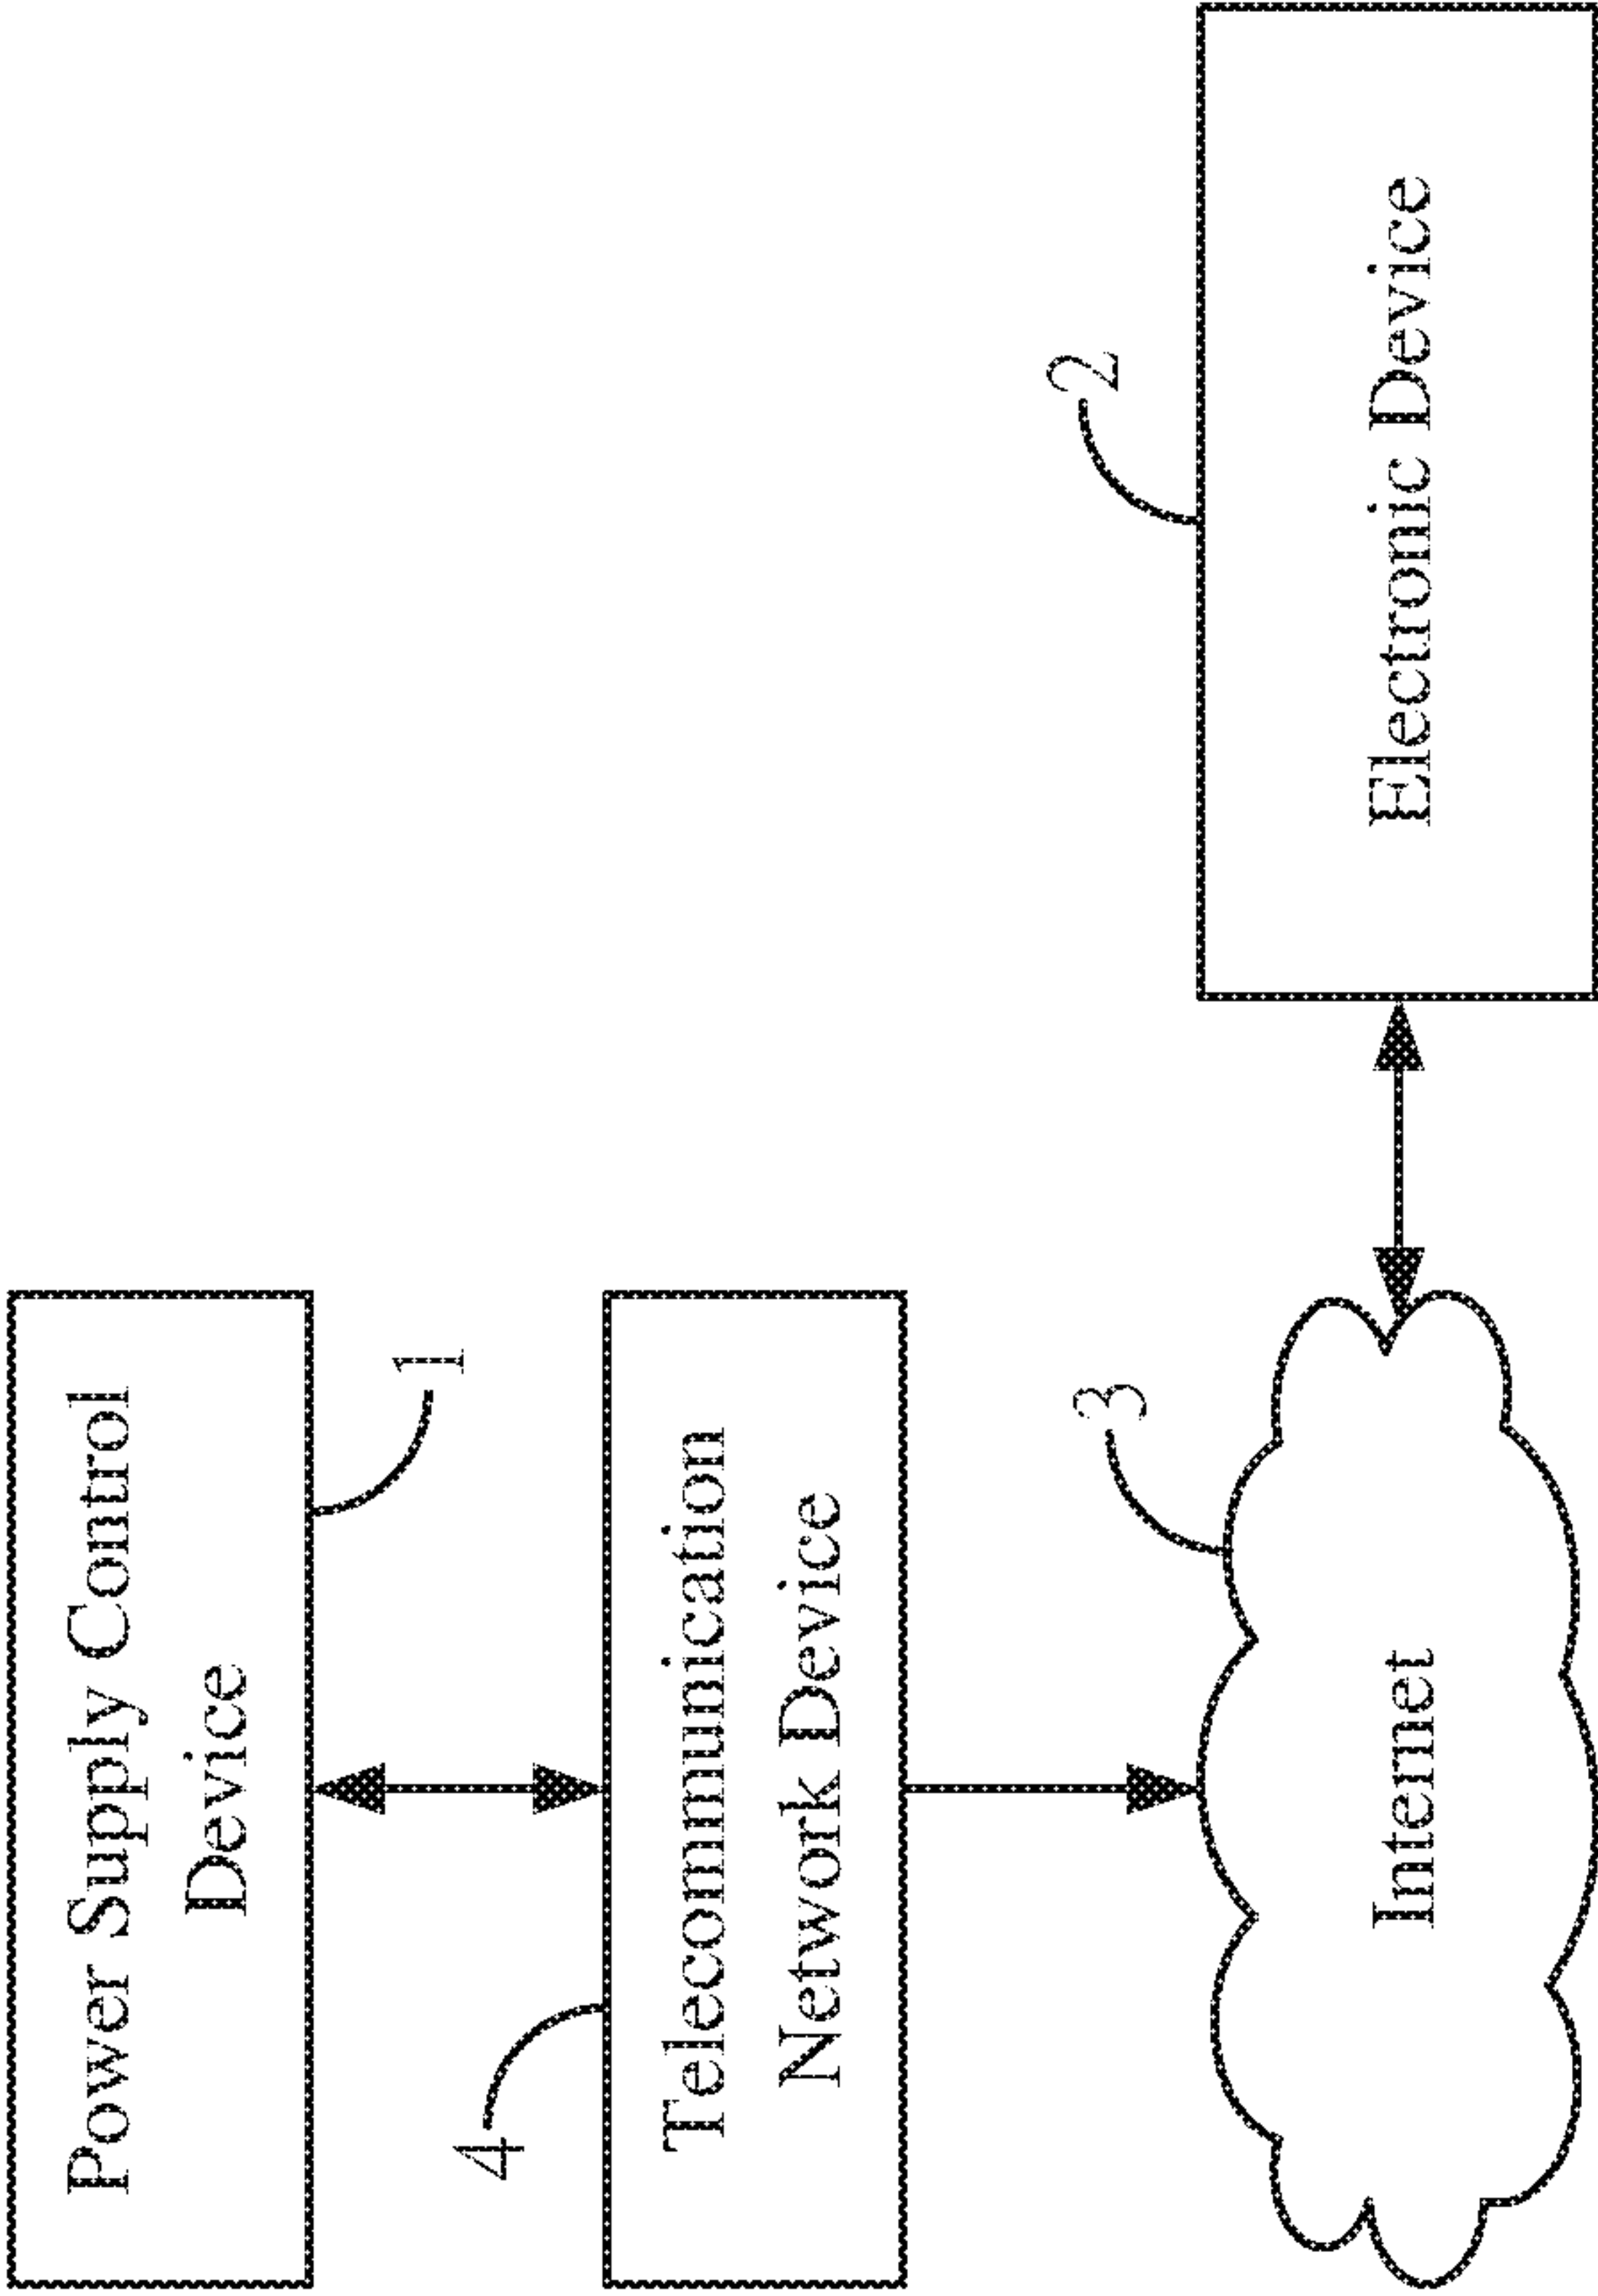 Power Supply Control
Device
1
4
Telecommunication
Network Device
3
Internet
2
Electronic Device